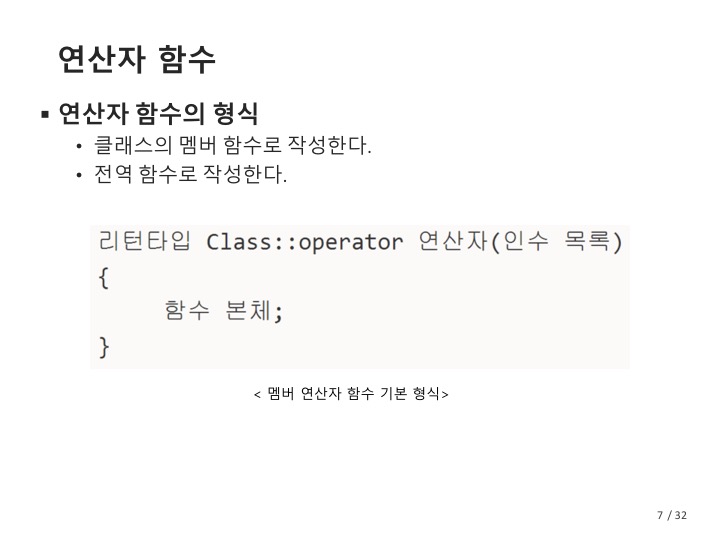 연산자 함수
▪ 연산자 함수의 형식
• 클래스의 멤버 함수로 작성한다.
• 전역 함수로 작성한다.
리턴타입 Class::operator 연산자(인수 목록)
{
함수 본체;
}
< 멤버 연산자 함수 기본 형식>
7 / 32